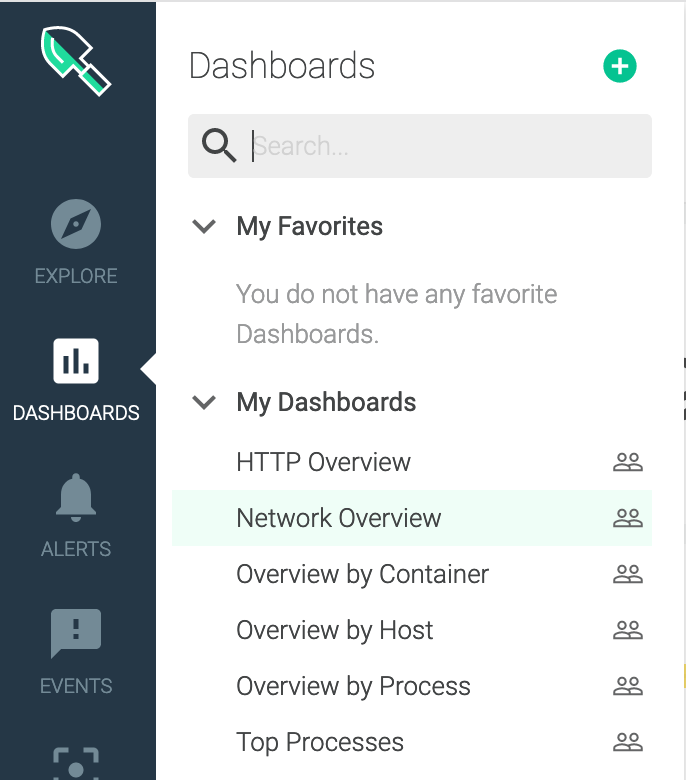 Dashboards
Search...
EXPLORE
DASHBOARDS
ALERTS
EVENTS
My Favorites
You do not have any favorite
Dashboards.
My Dashboards
HTTP Overview
Network Overview
Overview by Container
Overview by Host
Overview by Process
Top Processes